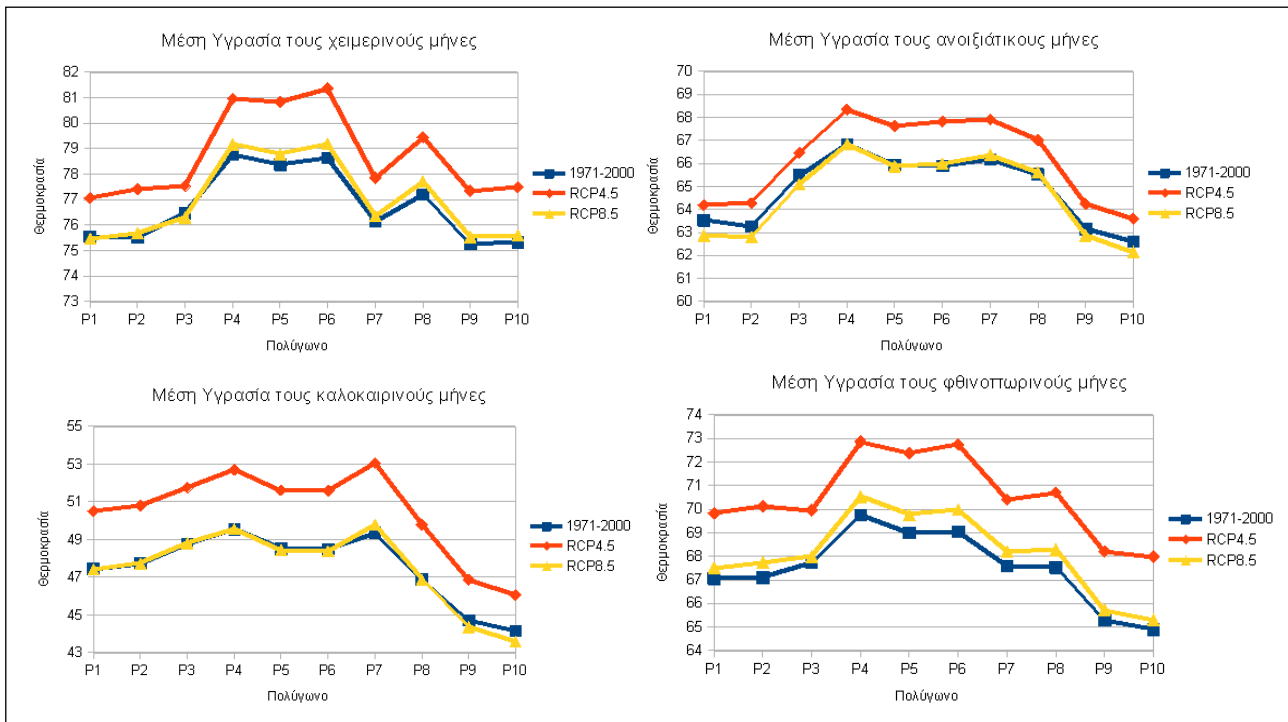 Μέση Υγρασία τους χειμερινούς μήνες
82
81
80
79
78
77
76
75
74
73
Θερμοκρασία
P1 P2 P3 P4 P5 P6 P7 P8 P9 P10
Πολύγωνο
1971-2000
RCP4.5
RCP8.5
Μέση Υγρασία τους ανοιξιάτικους μήνες
70
69
68
67
66
65
64
63
62
61
60
Θερμοκρασία
P1 P2 P3 P4 P5 P6 P7 P8 P9 P10
Πολύγωνο
1971-2000
RCP4.5
RCP8.5
Μέση Υγρασία τους καλοκαιρινούς μήνες
55
53
51
49
47
45
43
Θερμοκρασία
P1 P2 P3 P4 P5 P6 P7 P8 P9 P10
Πολύγωνο
1971-2000
RCP4.5
RCP8.5
Μέση Υγρασία τους φθινοπωρινούς μήνες
74
73
72
71
70
69
68
67
66
65
64
Θερμοκρασία
P1 P2 P3 P4 P5 P6 P7 P8 P9 P10
Πολύγωνο
1971-2000
RCP4.5
RCP8.5